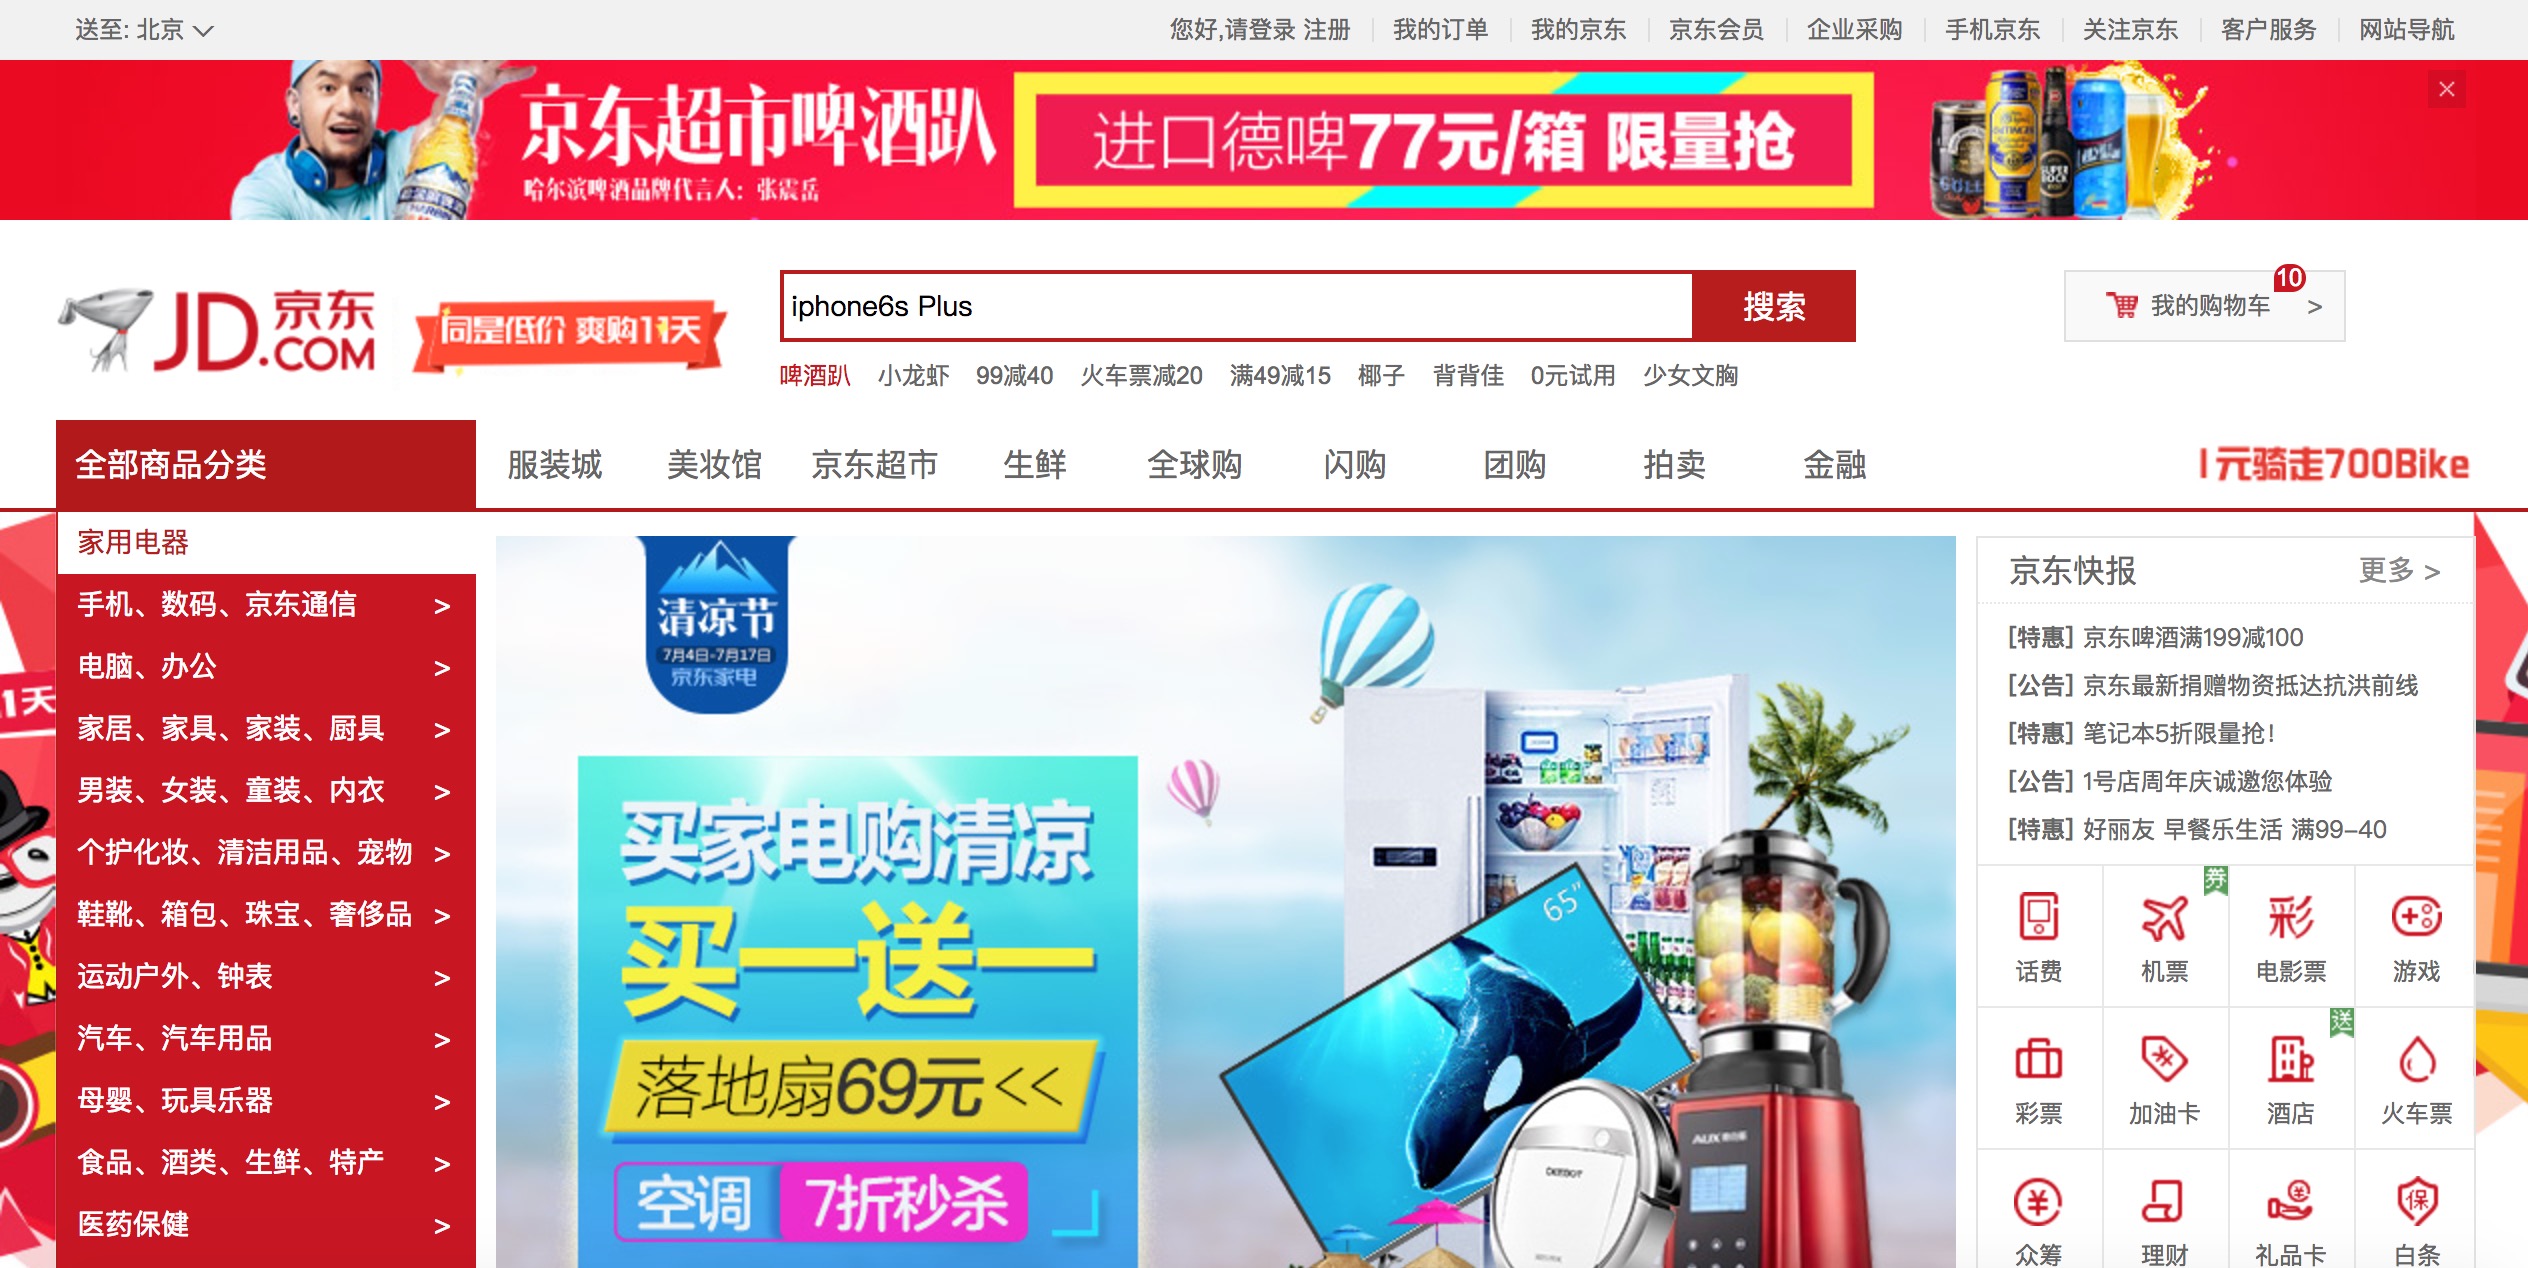 送至: 北京
您好,请登录 注册 我的订单 我的京东 京东会员 企业采购 手机京东 关注京东 客户服务 网站导航
京东超市啤酒趴
哈尔滨啤酒品牌代言人：张震岳
进口德啤77元/箱 限量抢
JD.COM 京东
同是低价 爽购11天
iphone6s Plus
搜索
10
我的购物车 >
啤酒趴 小龙虾 99减40 火车票减20 满49减15 椰子 背背佳 0元试用 少女文胸
全部商品分类
服装城 美妆馆 京东超市 生鲜 全球购 闪购 团购 拍卖 金融
1元骑走700Bike
家用电器
手机、数码、京东通信 >
电脑、办公 >
家居、家具、家装、厨具 >
男装、女装、童装、内衣 >
个护化妆、清洁用品、宠物 >
鞋靴、箱包、珠宝、奢侈品 >
运动户外、钟表 >
汽车、汽车用品 >
母婴、玩具乐器 >
食品、酒类、生鲜、特产 >
医药保健 >
1天
清凉节
7月4日-7月17日
京东家电
买家电购清凉
买一送一
落地扇69元<<
空调 7折秒杀
65"
AUX
DEEBOT
京东快报 更多 >
[特惠] 京东啤酒满199减100
[公告] 京东最新捐赠物资抵达抗洪前线
[特惠] 笔记本5折限量抢！
[公告] 1号店周年庆诚邀您体验
[特惠] 好丽友 早餐乐生活 满99-40
券
彩
话费 机票 电影票 游戏
送
彩票 加油卡 酒店 火车票
保
众筹 理财 礼品卡 白条